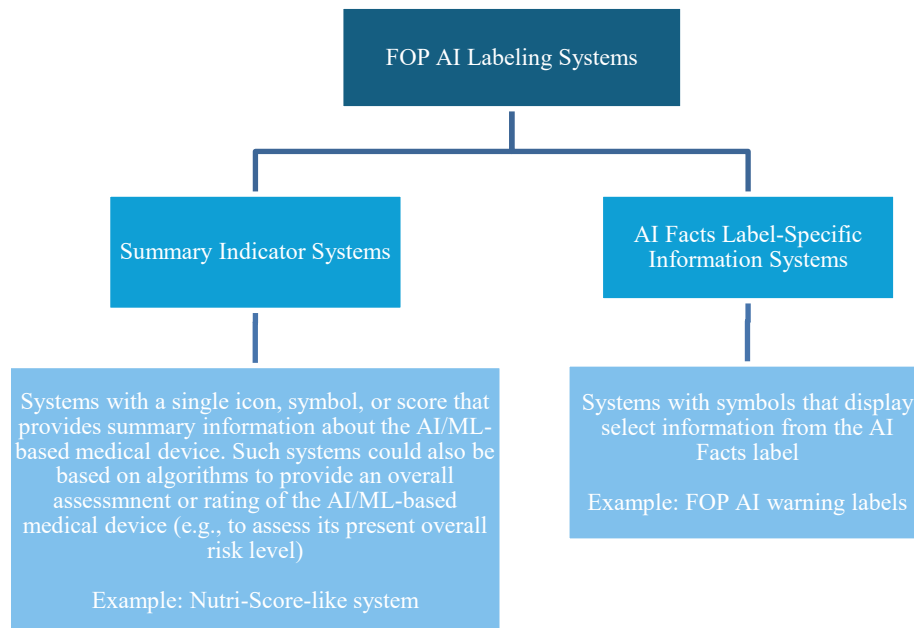 FOP AI Labeling Systems
Summary Indicator Systems
AI Facts Label-Specific
Information Systems
Systems with a single icon, symbol, or score that
provides summary information about the AI/ML-
based medical device. Such systems could also be
based on algorithms to provide an overall
assessmnent or rating of the AI/ML-based
medical device (e.g., to assess its present overall
risk level)
Example: Nutri-Score-like system
Systems with symbols that display
select information from the AI
Facts label
Example: FOP AI warning labels